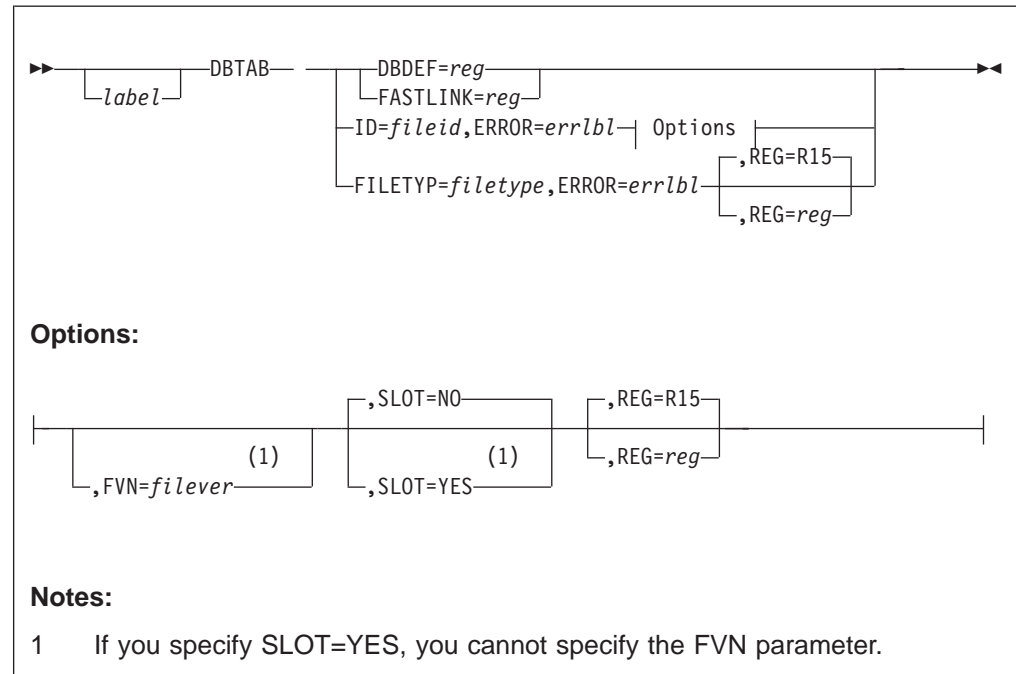 DBTAB DBDEF=reg
label FASTLINK=reg
ID=fileid,ERROR=errlbl Options
,REG=R15
FILETYP=filetype,ERROR=errlbl
,REG=reg
Options:
,SLOT=NO ,REG=R15
(1) (1) ,REG=reg
,FVN=filever ,SLOT=YES
Notes:
1 If you specify SLOT=YES, you cannot specify the FVN parameter.